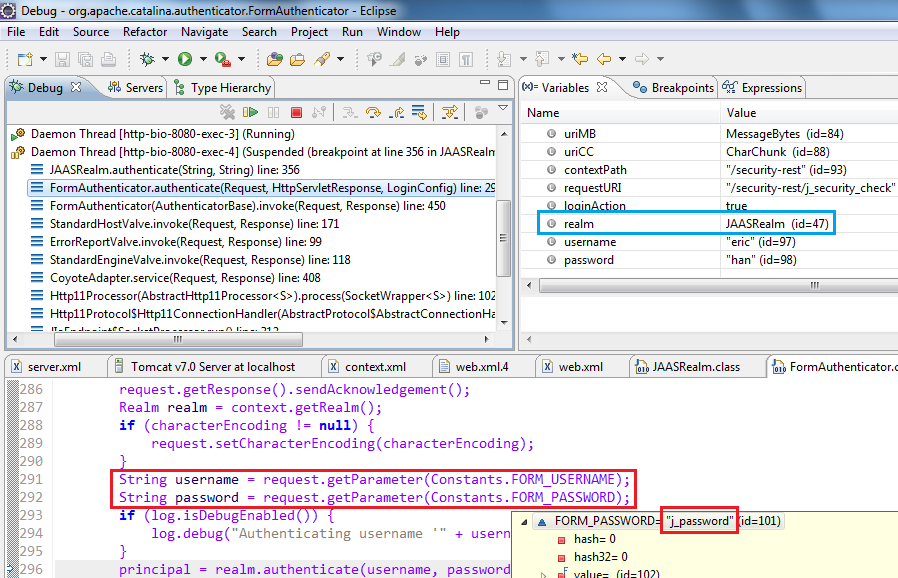 Debug - org.apache.catalina.authenticator.FormAuthenticator - Eclipse
File Edit Source Refactor Navigate Search Project Run Window Help
Debug Servers Type Hierarchy
Daemon Thread [http-bio-8080-exec-3] (Running)
Daemon Thread [http-bio-8080-exec-4] (Suspended (breakpoint at line 356 in JAASRealm
JAASRealm.authenticate(String, String) line: 356
FormAuthenticator.authenticate(Request, HttpServletResponse, LoginConfig) line: 29
FormAuthenticator(AuthenticatorBase).invoke(Request, Response) line: 450
StandardHostValve.invoke(Request, Response) line: 171
ErrorReportValve.invoke(Request, Response) line: 99
StandardEngineValve.invoke(Request, Response) line: 118
CoyoteAdapter.service(Request, Response) line: 408
Http11Processor(AbstractHttp11Processor<S>).process(SocketWrapper<S>) line: 102
Http11Protocol$Http11ConnectionHandler(AbstractProtocol$AbstractConnectionHa
JIoEndpoint$SocketProcessor.run() line: 312
(x)= Variables Breakpoints Expressions
Name Value
uriMB MessageBytes (id=84)
uriCC CharChunk (id=88)
contextPath "/security-rest" (id=93)
requestURI "/security-rest/j_security_check"
loginAction true
realm JAASRealm (id=47)
username "eric" (id=97)
password "han" (id=98)
server.xml Tomcat v7.0 Server at localhost context.xml web.xml.4 web.xml JAASRealm.class FormAuthenticator.c
286 request.getResponse().sendAcknowledgement();
287 Realm realm = context.getRealm();
288 if (characterEncoding != null) {
289 request.setCharacterEncoding(characterEncoding);
290 }
291 String username = request.getParameter(Constants.FORM_USERNAME);
292 String password = request.getParameter(Constants.FORM_PASSWORD);
293 if (log.isDebugEnabled()) {
294 log.debug("Authenticating username '" + usern
295 }
296 principal = realm.authenticate(username, password
FORM_PASSWORD= "j_password" (id=101)
hash= 0
hash32= 0
value= (id=102)